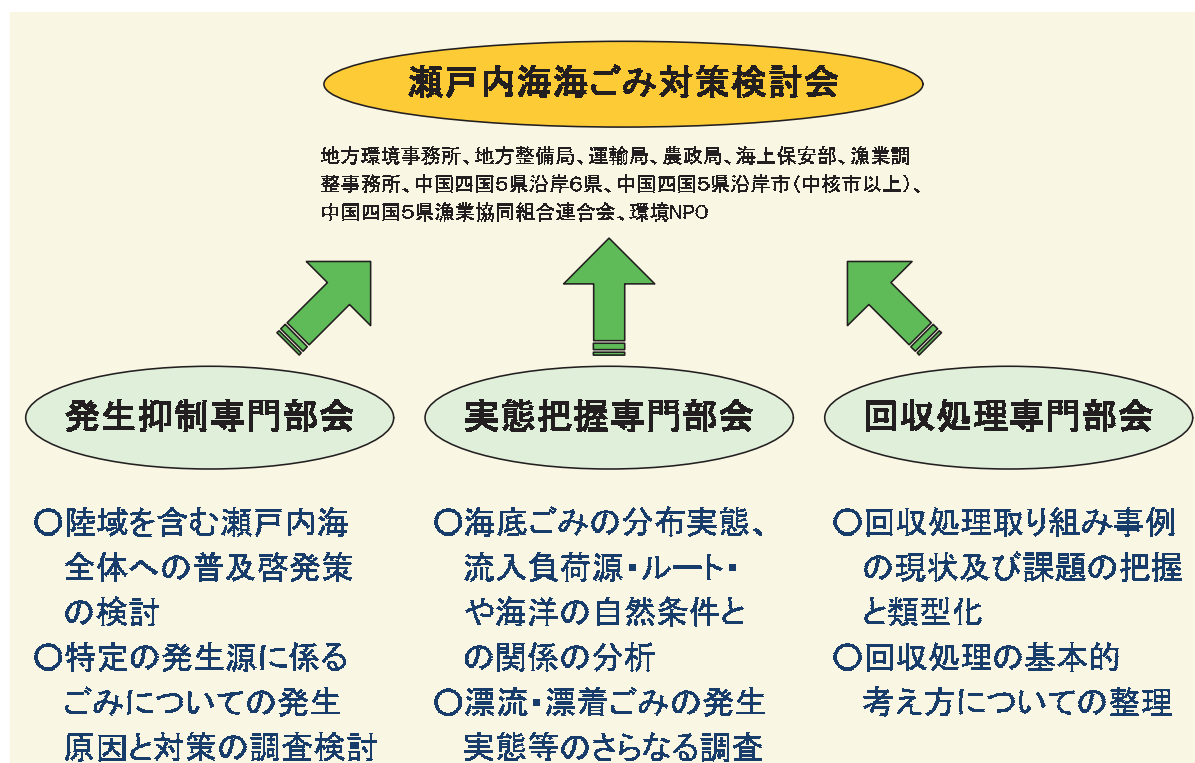 瀬戸内海海ごみ対策検討会
地方環境事務所、地方整備局、運輸局、農政局、海上保安部、漁業調
整事務所、中国四国5県沿岸6県、中国四国5県沿岸市(中核市以上)、
中国四国5県漁業協同組合連合会、環境NPO
発生抑制専門部会
〇陸域を含む瀬戸内海
全体への普及啓発策
の検討
〇特定の発生源に係る
ごみについての発生
原因と対策の調査検討
実態把握専門部会
〇海底ごみの分布実態、
流入負荷源・ルート・
や海洋の自然条件と
の関係の分析
〇漂流・漂着ごみの発生
実態等のさらなる調査
回収処理専門部会
〇回収処理取り組み事例
の現状及び課題の把握
と類型化
〇回収処理の基本的
考え方についての整理